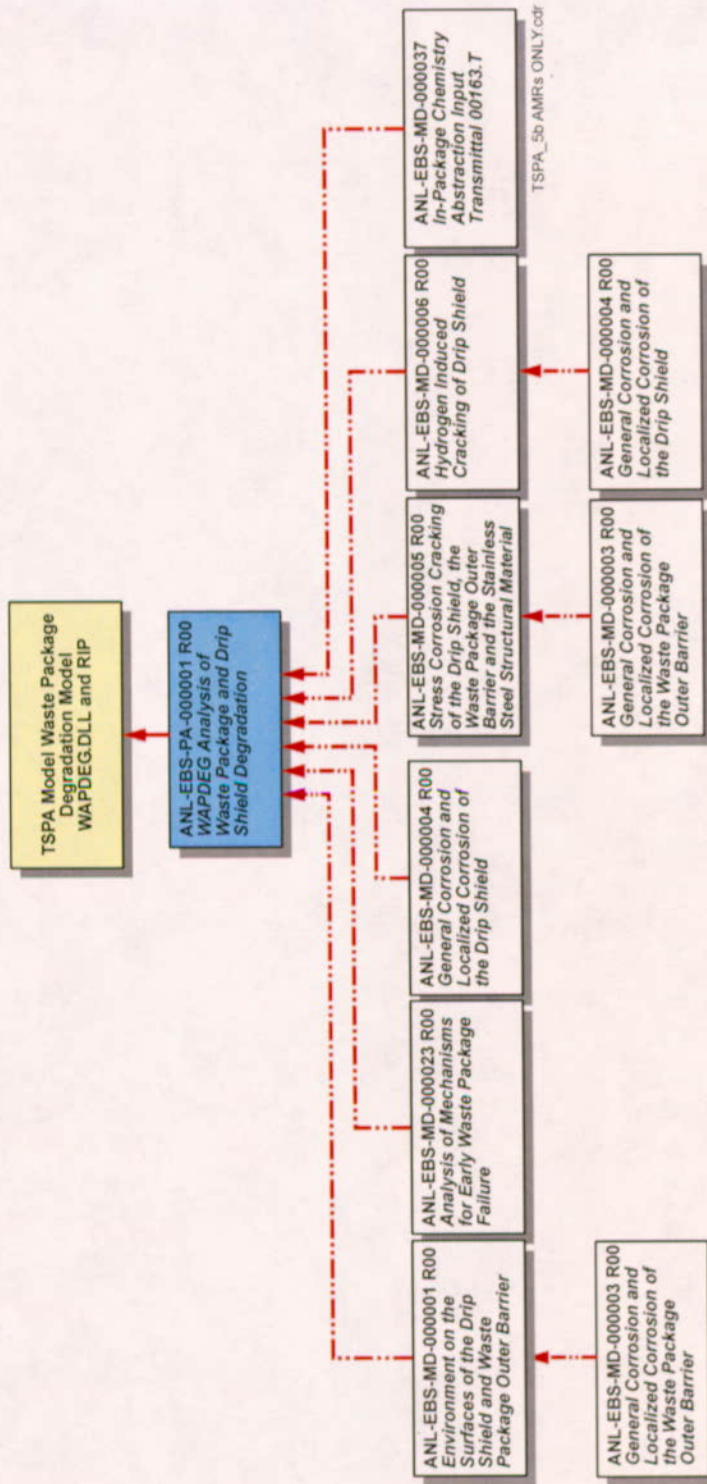 TSPA Model Waste Package
Degradation Model
WAPDEG.DLL and RIP
ANL-EBS-PA-000001 R00
WAPDEG Analysis of
Waste Package and Drip
Shield Degradation
ANL-EBS-MD-000001 R00
Environment on the
Surfaces of the Drip
Shield and Waste
Package Outer Barrier
ANL-EBS-MD-000023 R00
Analysis of Mechanisms
for Early Waste Package
Failure
ANL-EBS-MD-000004 R00
General Corrosion and
Localized Corrosion of
the Drip Shield
ANL-EBS-MD-000005 R00
Stress Corrosion Cracking
of the Drip Shield, the
Waste Package Outer
Barrier and the Stainless
Steel Structural Material
ANL-EBS-MD-000006 R00
Hydrogen Induced
Cracking of Drip Shield
ANL-EBS-MD-000037
In-Package Chemistry
Abstraction Input
Transmittal 00163.T
ANL-EBS-MD-000003 R00
General Corrosion and
Localized Corrosion of
the Waste Package
Outer Barrier
ANL-EBS-MD-000003 R00
General Corrosion and
Localized Corrosion of
the Waste Package
Outer Barrier
ANL-EBS-MD-000004 R00
General Corrosion and
Localized Corrosion of
the Drip Shield
TSPA_5b AMRs ONLY.cdr